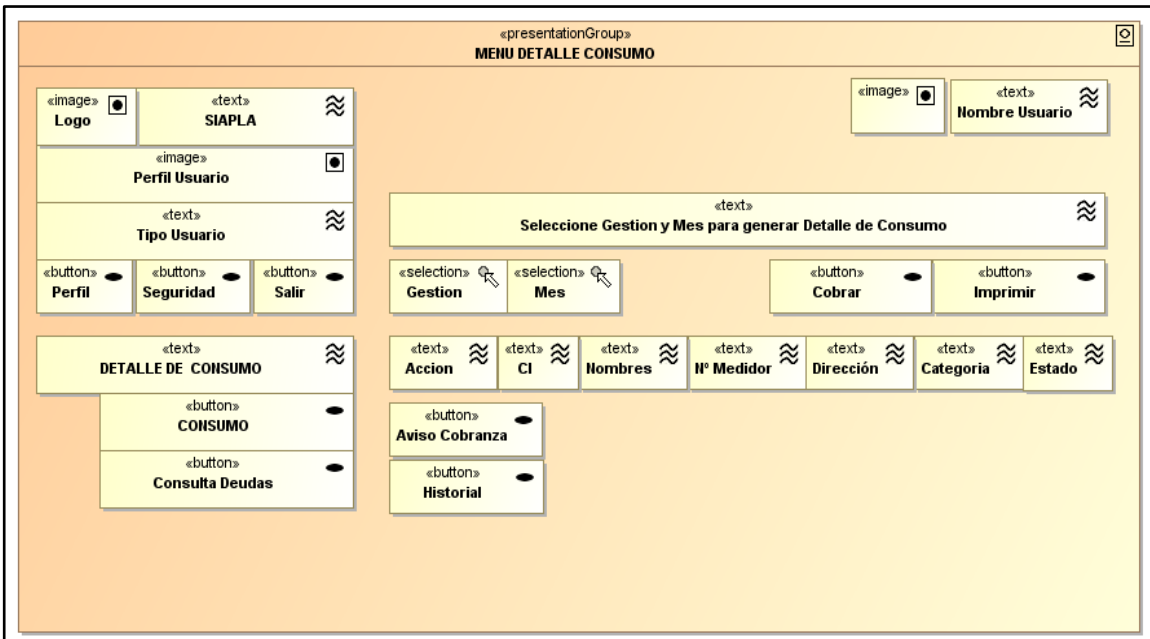 «presentationGroup»
MENU DETALLE CONSUMO
«image»
Logo
«text»
SIAPLA
«image»
«text»
Nombre Usuario
«image»
Perfil Usuario
«text»
Tipo Usuario
«text»
Seleccione Gestion y Mes para generar Detalle de Consumo
«button»
Perfil
«button»
Seguridad
«button»
Salir
«selection»
Gestion
«selection»
Mes
«button»
Cobrar
«button»
Imprimir
«text»
DETALLE DE CONSUMO
«button»
CONSUMO
«button»
Consulta Deudas
«text»
Accion
«text»
CI
«text»
Nombres
«text»
Nº Medidor
«text»
Dirección
«text»
Categoria
«text»
Estado
«button»
Aviso Cobranza
«button»
Historial